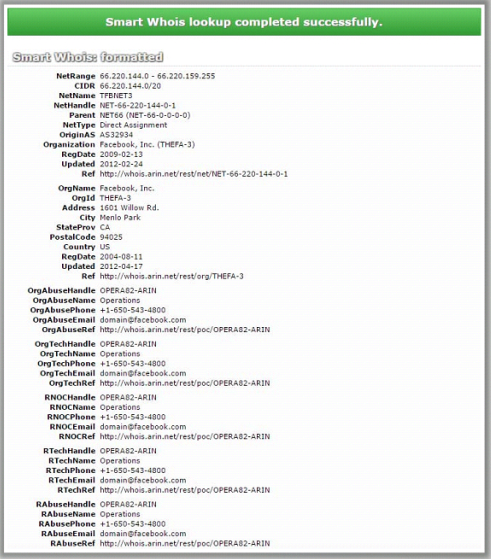 Smart Whois lookup completed successfully.
Smart Whois: formatted
NetRange 66.220.144.0 - 66.220.159.255
CIDR 66.220.144.0/20
NetName TFBNET3
NetHandle NET-66-220-144-0-1
Parent NET66 (NET-66-0-0-0-0)
NetType Direct Assignment
OriginAS AS32934
Organization Facebook, Inc. (THEFA-3)
RegDate 2009-02-13
Updated 2012-02-24
Ref http://whois.arin.net/rest/net/NET-66-220-144-0-1
OrgName Facebook, Inc.
OrgId THEFA-3
Address 1601 Willow Rd.
City Menlo Park
StateProv CA
PostalCode 94025
Country US
RegDate 2004-08-11
Updated 2012-04-17
Ref http://whois.arin.net/rest/org/THEFA-3
OrgAbuseHandle OPERA82-ARIN
OrgAbuseName Operations
OrgAbusePhone +1-650-543-4800
OrgAbuseEmail domain@facebook.com
OrgAbuseRef http://whois.arin.net/rest/poc/OPERA82-ARIN
OrgTechHandle OPERA82-ARIN
OrgTechName Operations
OrgTechPhone +1-650-543-4800
OrgTechEmail domain@facebook.com
OrgTechRef http://whois.arin.net/rest/poc/OPERA82-ARIN
RNOCHandle OPERA82-ARIN
RNOCName Operations
RNOCPhone +1-650-543-4800
RNOCEmail domain@facebook.com
RNOCRef http://whois.arin.net/rest/poc/OPERA82-ARIN
RTechHandle OPERA82-ARIN
RTechName Operations
RTechPhone +1-650-543-4800
RTechEmail domain@facebook.com
RTechRef http://whois.arin.net/rest/poc/OPERA82-ARIN
RAbuseHandle OPERA82-ARIN
RAbuseName Operations
RAbusePhone +1-650-543-4800
RAbuseEmail domain@facebook.com
RAbuseRef http://whois.arin.net/rest/poc/OPERA82-ARIN